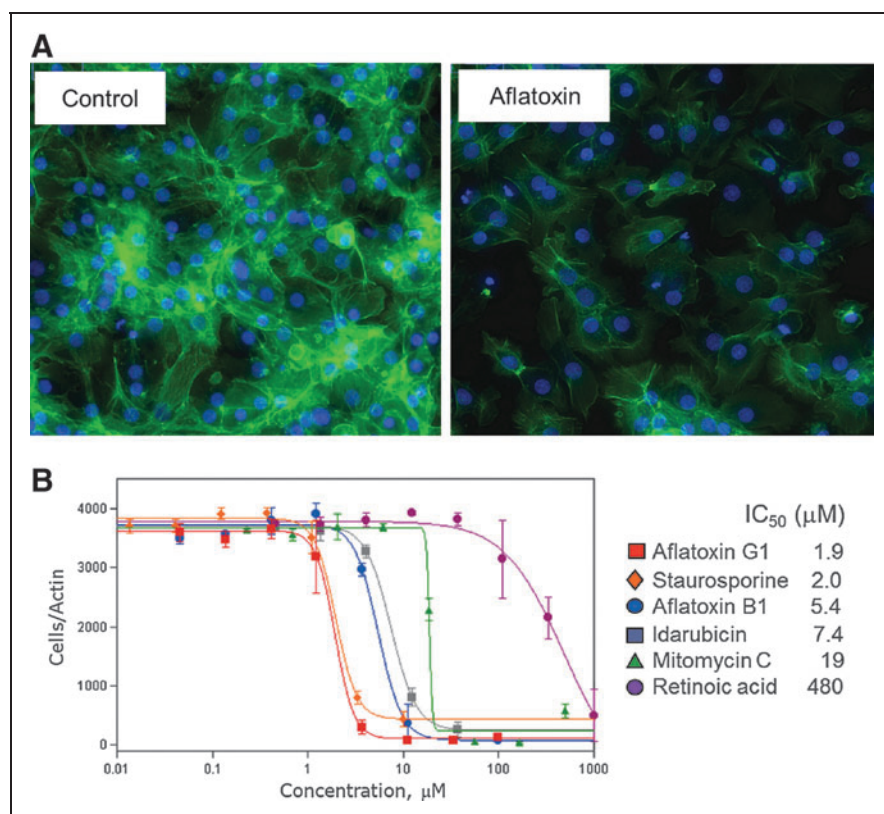 A
Control
Aflatoxin
B
Cells/Actin
4000
3000
2000
1000
0
0.01 0.1 1 10 100 1000
Concentration, μM
IC50 (μM)
Aflatoxin G1 1.9
Staurosporine 2.0
Aflatoxin B1 5.4
Idarubicin 7.4
Mitomycin C 19
Retinoic acid 480